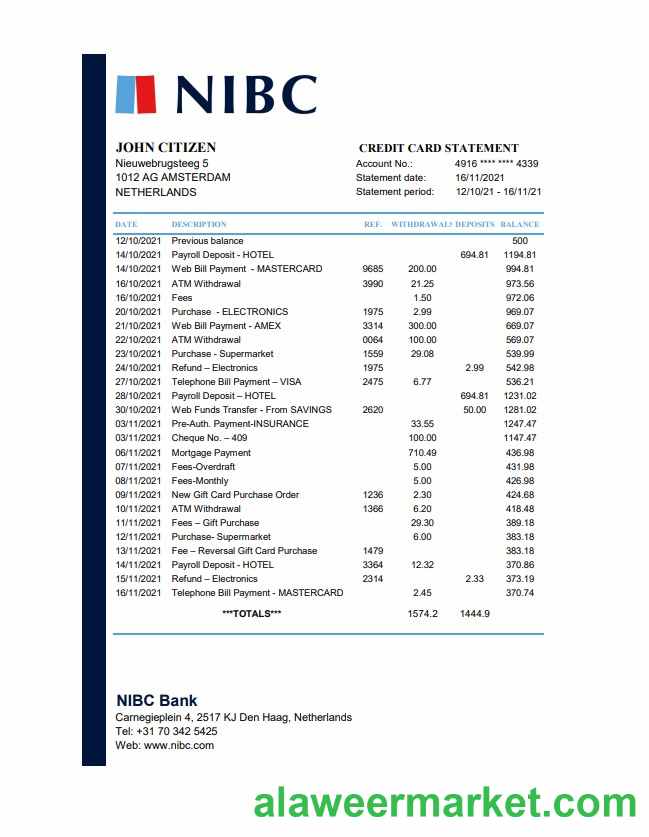 NIBC
JOHN CITIZEN
Nieuwebrugsteeg 5
1012 AG AMSTERDAM
NETHERLANDS
CREDIT CARD STATEMENT
Account No.: 4916 **** **** 4339
Statement date: 16/11/2021
Statement period: 12/10/21 - 16/11/21
DATE DESCRIPTION REF. WITHDRAWALS DEPOSITS BALANCE
12/10/2021 Previous balance 500
14/10/2021 Payroll Deposit - HOTEL 694.81 1194.81
14/10/2021 Web Bill Payment - MASTERCARD 9685 200.00 994.81
16/10/2021 ATM Withdrawal 3990 21.25 973.56
16/10/2021 Fees 1.50 972.06
20/10/2021 Purchase - ELECTRONICS 1975 2.99 969.07
21/10/2021 Web Bill Payment - AMEX 3314 300.00 669.07
22/10/2021 ATM Withdrawal 0064 100.00 569.07
23/10/2021 Purchase - Supermarket 1559 29.08 539.99
24/10/2021 Refund – Electronics 1975 2.99 542.98
27/10/2021 Telephone Bill Payment – VISA 2475 6.77 536.21
28/10/2021 Payroll Deposit – HOTEL 694.81 1231.02
30/10/2021 Web Funds Transfer - From SAVINGS 2620 50.00 1281.02
03/11/2021 Pre-Auth. Payment-INSURANCE 33.55 1247.47
03/11/2021 Cheque No. – 409 100.00 1147.47
06/11/2021 Mortgage Payment 710.49 436.98
07/11/2021 Fees-Overdraft 5.00 431.98
08/11/2021 Fees-Monthly 5.00 426.98
09/11/2021 New Gift Card Purchase Order 1236 2.30 424.68
10/11/2021 ATM Withdrawal 1366 6.20 418.48
11/11/2021 Fees – Gift Purchase 29.30 389.18
12/11/2021 Purchase- Supermarket 6.00 383.18
13/11/2021 Fee – Reversal Gift Card Purchase 1479 383.18
14/11/2021 Payroll Deposit - HOTEL 3364 12.32 370.86
15/11/2021 Refund – Electronics 2314 2.33 373.19
16/11/2021 Telephone Bill Payment - MASTERCARD 2.45 370.74
***TOTALS*** 1574.2 1444.9
NIBC Bank
Carnegieplein 4, 2517 KJ Den Haag, Netherlands
Tel: +31 70 342 5425
Web: www.nibc.com
alaweermarket.com